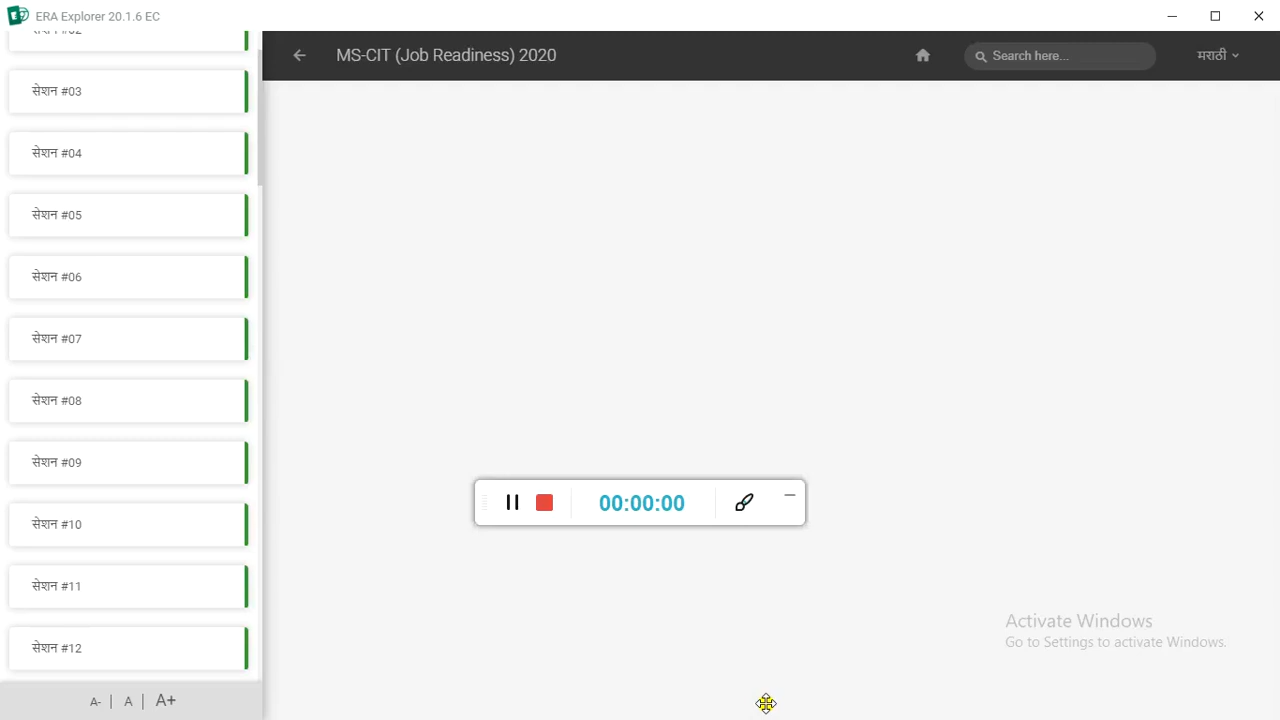 ERA Explorer 20.1.6 EC
MS-CIT (Job Readiness) 2020
Search here...
मराठी
सेशन #03
सेशन #04
सेशन #05
सेशन #06
सेशन #07
सेशन #08
सेशन #09
सेशन #10
सेशन #11
सेशन #12
00:00:00
Activate Windows
Go to Settings to activate Windows.
A- | A | A+